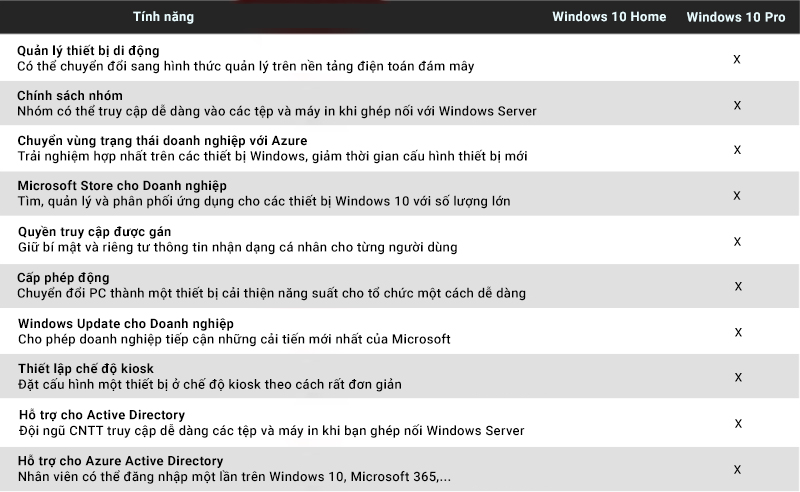 Tính năng Windows 10 Home Windows 10 Pro
Quản lý thiết bị di động
Có thể chuyển đổi sang hình thức quản lý trên nền tảng điện toán đám mây X
Chính sách nhóm
Nhóm có thể truy cập dễ dàng vào các tệp và máy in khi ghép nối với Windows Server X
Chuyển vùng trạng thái doanh nghiệp với Azure
Trải nghiệm hợp nhất trên các thiết bị Windows, giảm thời gian cấu hình thiết bị mới X
Microsoft Store cho Doanh nghiệp
Tìm, quản lý và phân phối ứng dụng cho các thiết bị Windows 10 với số lượng lớn X
Quyền truy cập được gán
Giữ bí mật và riêng tư thông tin nhận dạng cá nhân cho từng người dùng X
Cấp phép động
Chuyển đổi PC thành một thiết bị cải thiện năng suất cho tổ chức một cách dễ dàng X
Windows Update cho Doanh nghiệp
Cho phép doanh nghiệp tiếp cận những cải tiến mới nhất của Microsoft X
Thiết lập chế độ kiosk
Đặt cấu hình một thiết bị ở chế độ kiosk theo cách rất đơn giản X
Hỗ trợ cho Active Directory
Đội ngũ CNTT truy cập dễ dàng các tệp và máy in khi bạn ghép nối Windows Server X
Hỗ trợ cho Azure Active Directory
Nhân viên có thể đăng nhập một lần trên Windows 10, Microsoft 365,... X